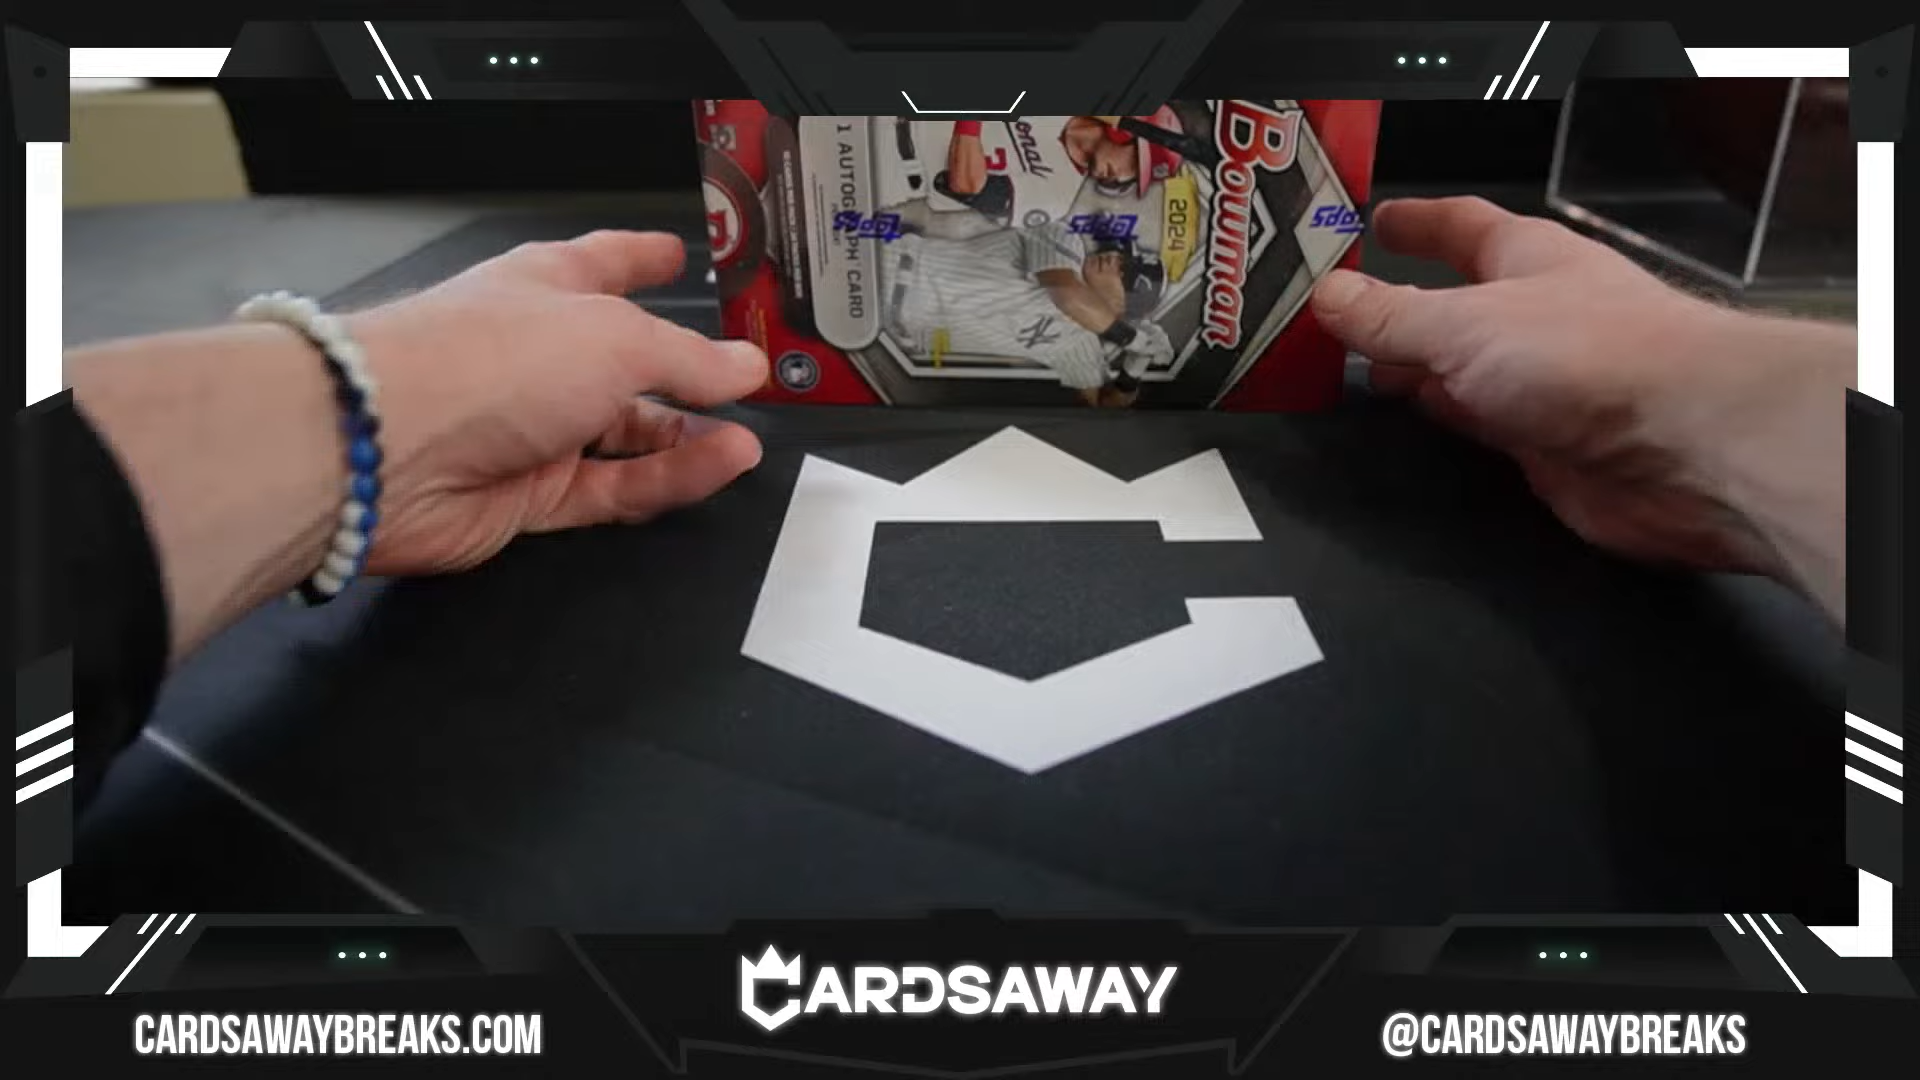 Bowman
2024
Topps
Topps
Topps
1 AUTOGRAPH CARD
CARDSAWAY
CARDSAWAYBREAKS.COM
@CARDSAWAYBREAKS